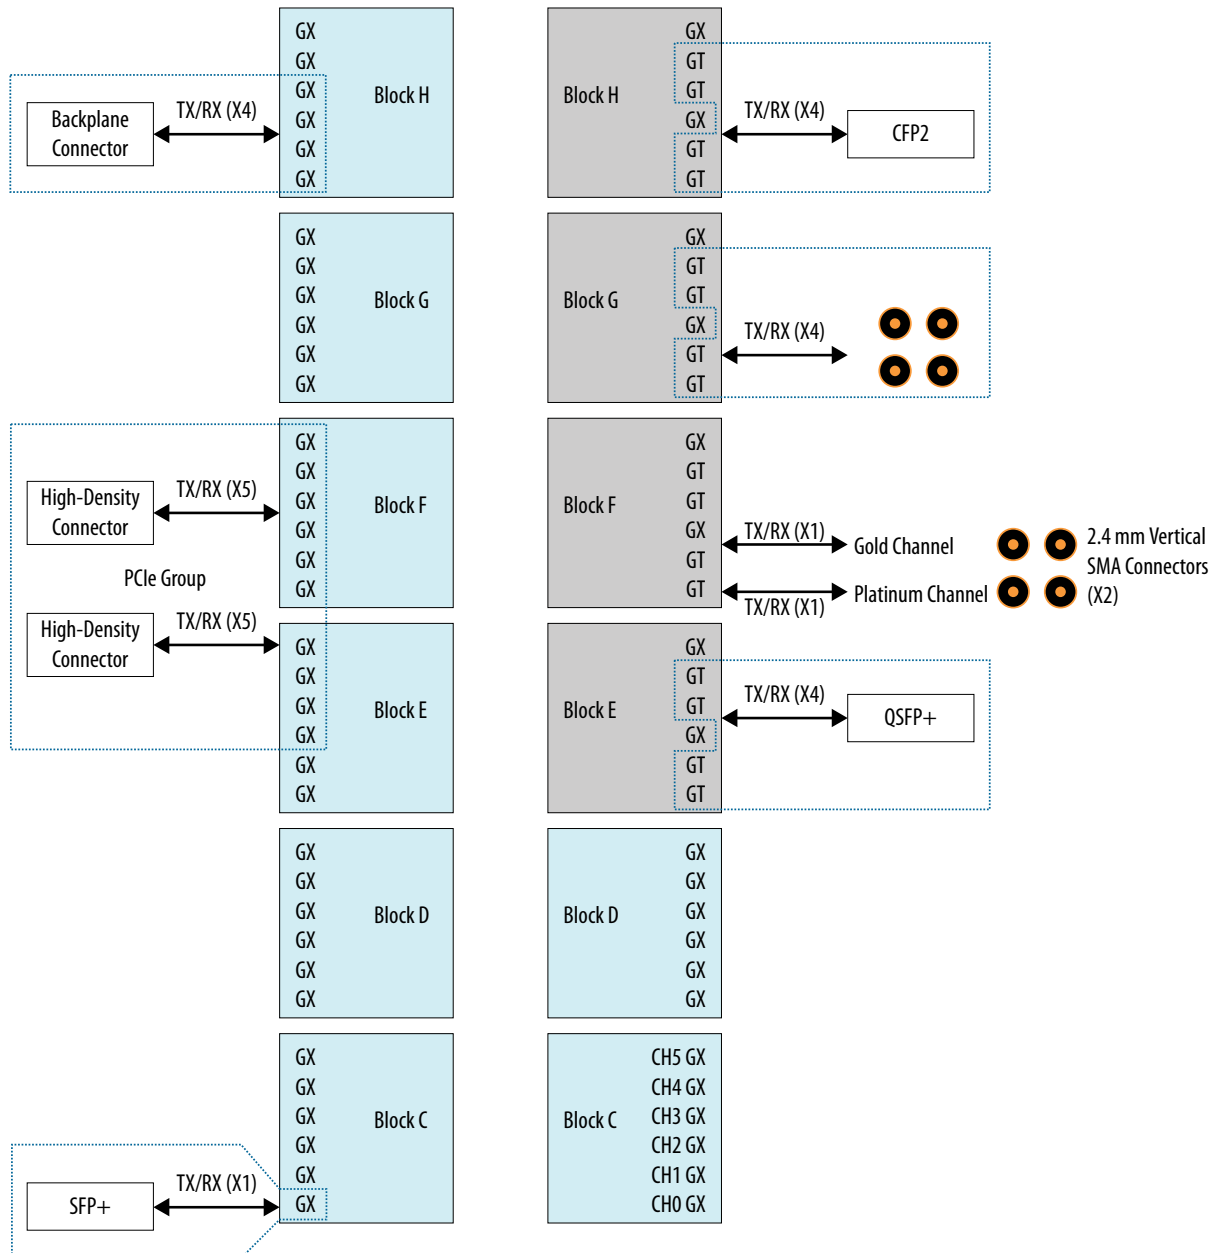 GX
GX
GX
GX
GX
GX
Block H
Backplane
Connector
TX/RX (X4)
GX
GT
GT
GX
GT
GT
Block H
TX/RX (X4)
CFP2
GX
GX
GX
GX
GX
GX
Block G
GX
GT
GT
GX
GT
GT
Block G
TX/RX (X4)
GX
GX
GX
GX
GX
GX
Block F
High-Density
Connector
TX/RX (X5)
PCIe Group
GX
GT
GT
GX
GT
GT
Block F
TX/RX (X1)
Gold Channel
TX/RX (X1)
Platinum Channel
2.4 mm Vertical
SMA Connectors
(X2)
High-Density
Connector
TX/RX (X5)
GX
GX
GX
GX
GX
GX
Block E
GX
GT
GT
GX
GT
GT
Block E
TX/RX (X4)
QSFP+
GX
GX
GX
GX
GX
GX
Block D
GX
GX
GX
GX
GX
GX
Block D
GX
GX
GX
GX
GX
GX
Block C
SFP+
TX/RX (X1)
CH5 GX
CH4 GX
CH3 GX
CH2 GX
CH1 GX
CH0 GX
Block C